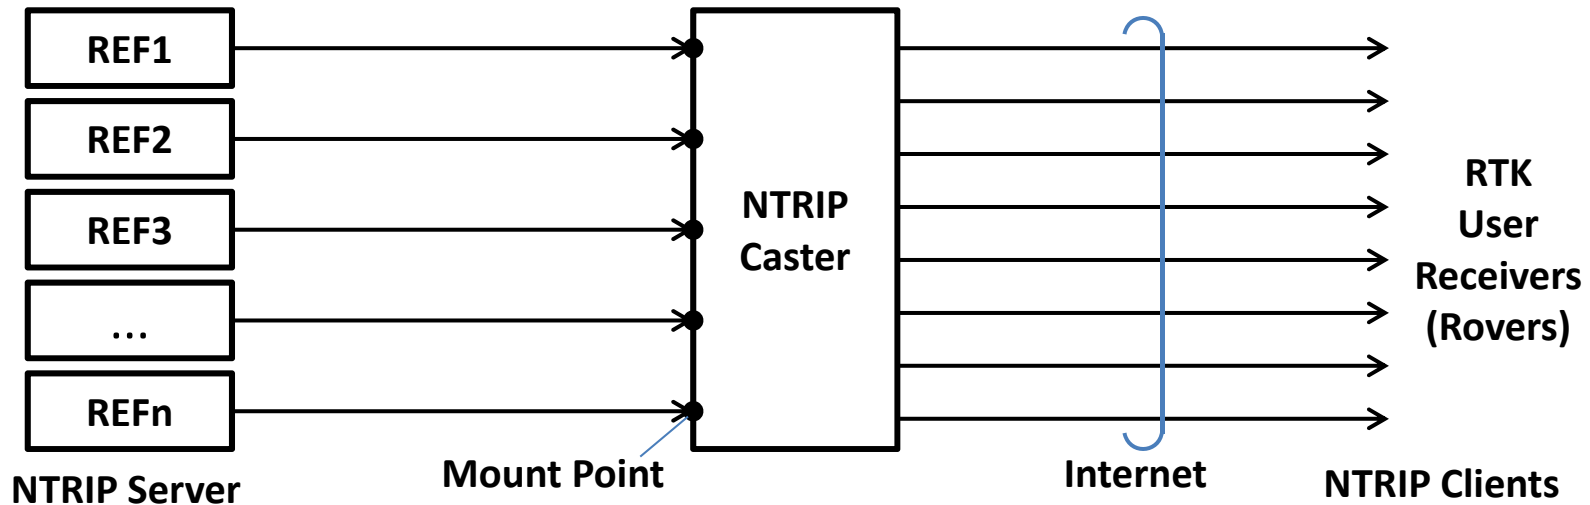 REF1
REF2
REF3
...
REFn
NTRIP Server
Mount Point
NTRIP
Caster
Internet
RTK
User
Receivers
(Rovers)
NTRIP Clients